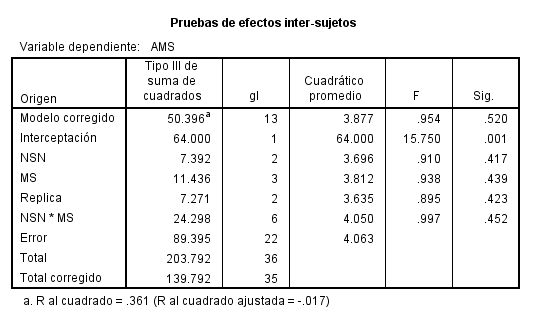 Pruebas de efectos inter-sujetos
Variable dependiente: AMS
Origen Tipo III de suma de cuadrados gl Cuadrático promedio F Sig.
Modelo corregido 50.396a 13 3.877 .954 .520
Interceptación 64.000 1 64.000 15.750 .001
NSN 7.392 2 3.696 .910 .417
MS 11.436 3 3.812 .938 .439
Replica 7.271 2 3.635 .895 .423
NSN * MS 24.298 6 4.050 .997 .452
Error 89.395 22 4.063
Total 203.792 36
Total corregido 139.792 35
a. R al cuadrado = .361 (R al cuadrado ajustada = -.017)